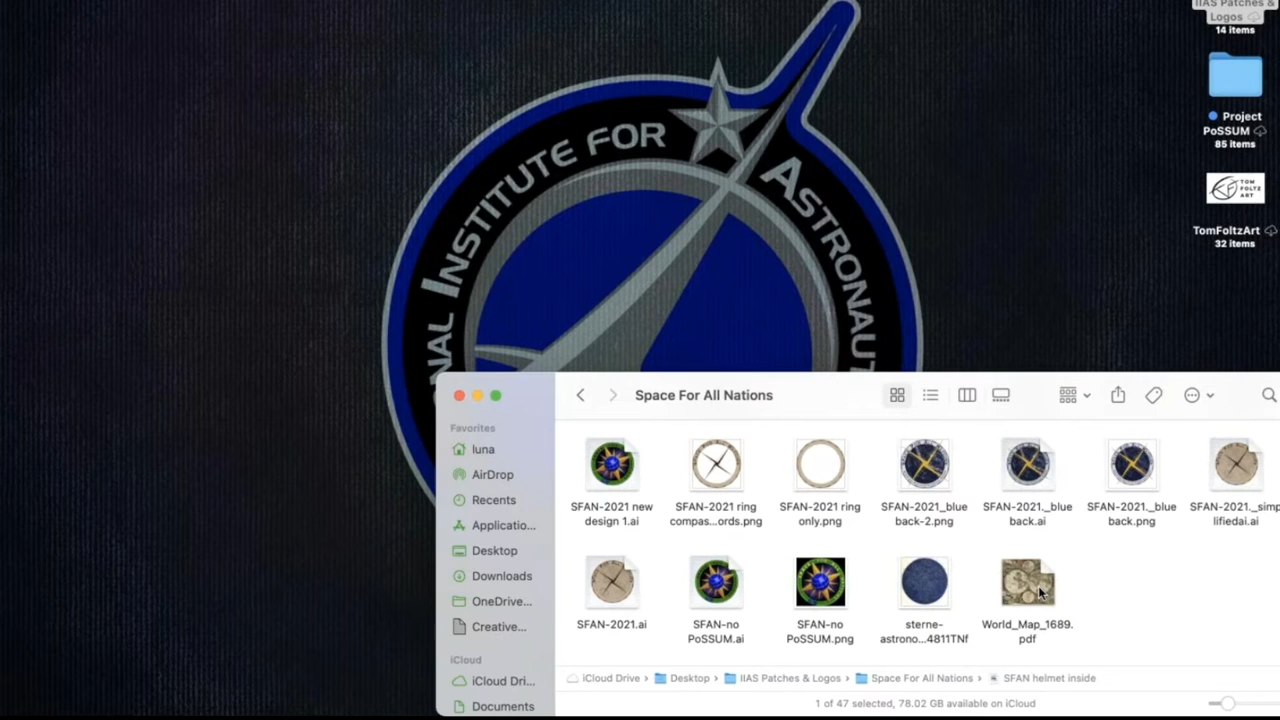 IIAS Patches &
Logos
14 items
Project
PoSSUM
85 items
TOM
FOLTZ
ART
TomFoltzArt
32 items
NAL INSTITUTE FOR
ASTRONAUT
Space For All Nations
Favorites
luna
AirDrop
Recents
Applicatio...
Desktop
Downloads
OneDrive...
Creative...
iCloud
iCloud Dri...
Documents
SFAN-2021 new
design 1.ai
SFAN-2021 ring
compas...ords.png
SFAN-2021 ring
only.png
SFAN-2021_blue
back-2.png
SFAN-2021._blue
back.ai
SFAN-2021._blue
back.png
SFAN-2021._simp
lifiedai.ai
SFAN-2021.ai
SFAN-no
PoSSUM.ai
SFAN-no
PoSSUM.png
sterne-
astrono...4811TNf
World_Map_1689.
pdf
iCloud Drive › Desktop › IIAS Patches & Logos › Space For All Nations › SFAN helmet inside
1 of 47 selected, 78.02 GB available on iCloud